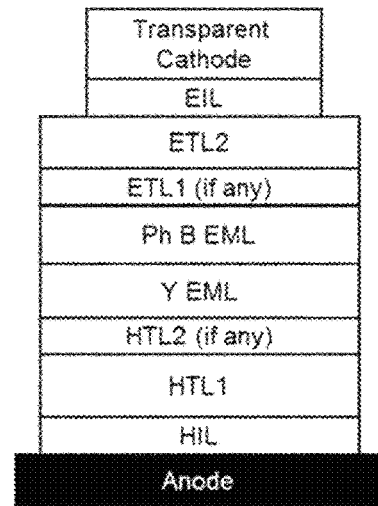 Transparent
Cathode
EIL
ETL2
ETL1 (if any)
Ph B EML
Y EML
HTL2 (if any)
HTL1
HIL
Anode